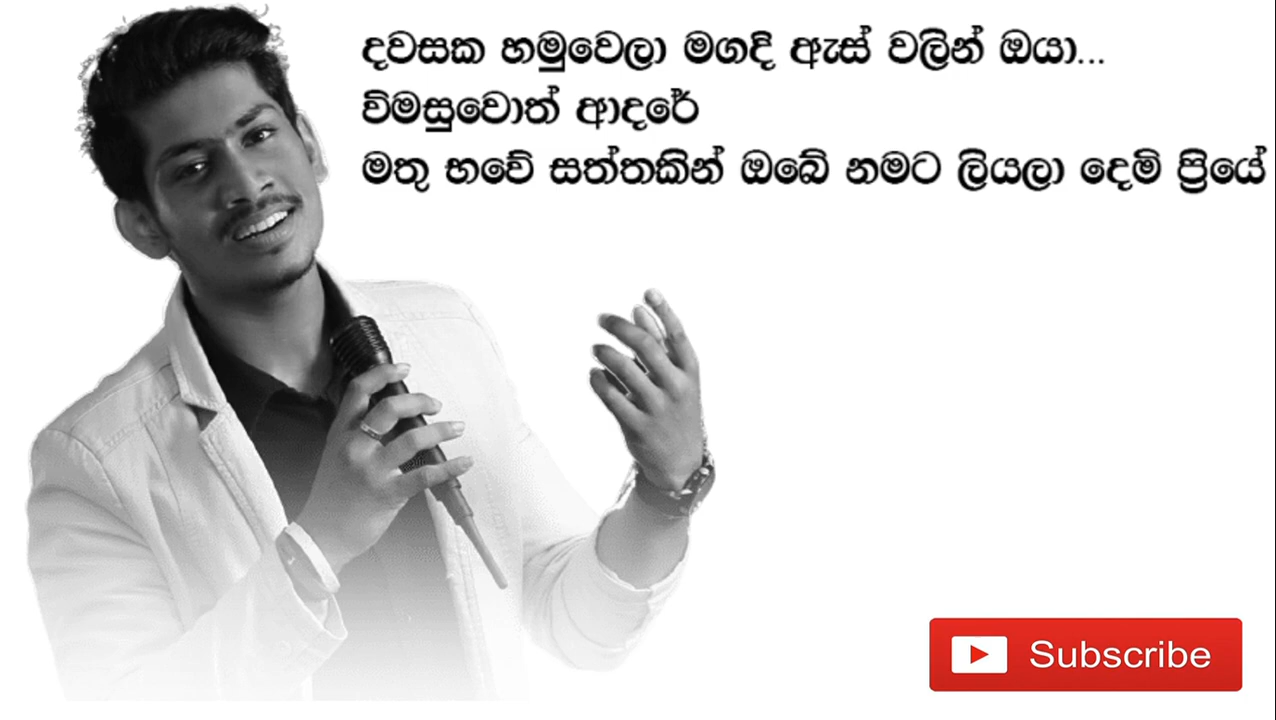 දවසක හමුවෙලා මගදි ඇස් වලින් ඔයා...
විමසුවොත් ආදරේ
මතු භවේ සත්තකින් ඔබේ නමට ලියලා දෙමි ප්‍රියේ
Subscribe